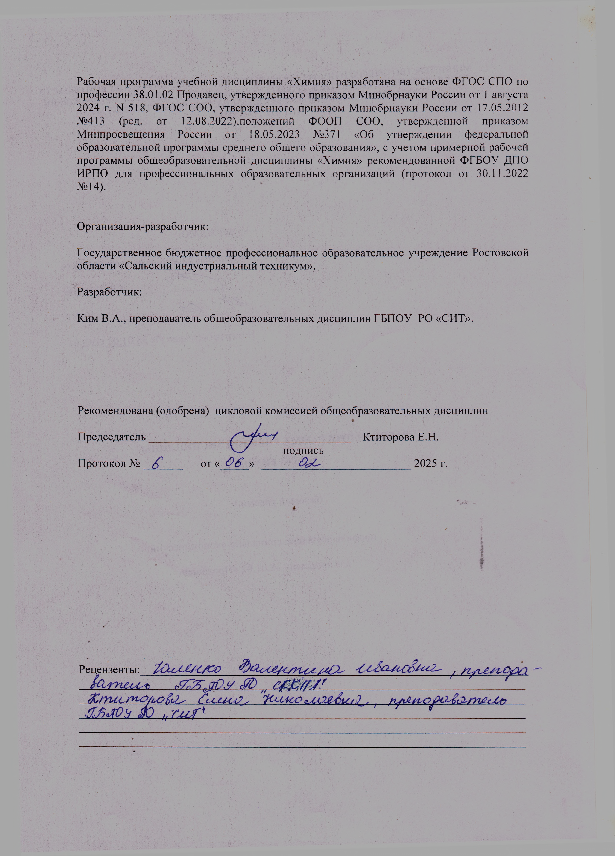 Рабочая программа учебной дисциплины «Химия» разработана на основе ФГОС СПО по
профессии 38.01.02 Продавец, утвержденного приказом Минобрнауки России от 1 августа
2024 г. N 518, ФГОС СОО, утвержденного приказом Минобрнауки России от 17.05.2012
№413 (ред. от 12.08.2022),положений ФООП СОО, утвержденной приказом
Минпросвещения России от 18.05.2023 №371 «Об утверждении федеральной
образовательной программы среднего общего образования», с учетом примерной рабочей
программы общеобразовательной дисциплины «Химия» рекомендованной ФГБОУ ДПО
ИРПО для профессиональных образовательных организаций (протокол от 30.11.2022
№14).
Организация-разработчик:
Государственное бюджетное профессиональное образовательное учреждение Ростовской
области «Сальский индустриальный техникум».
Разработчик:
Ким В.А., преподаватель общеобразовательных дисциплин ГБПОУ РО «СИТ».
Рекомендована (одобрена) цикловой комиссией общеобразовательных дисциплин
Председатель Ктиторова Е.Н.
подпись
Протокол № 6 от «06» 02 2025 г.
Рецензенты: Валентина Ивановна, препода-
ватель ГБПОУ РО
Ктиторова Елена Николаевна, преподаватель
ГБПОУ РО „СИТ"